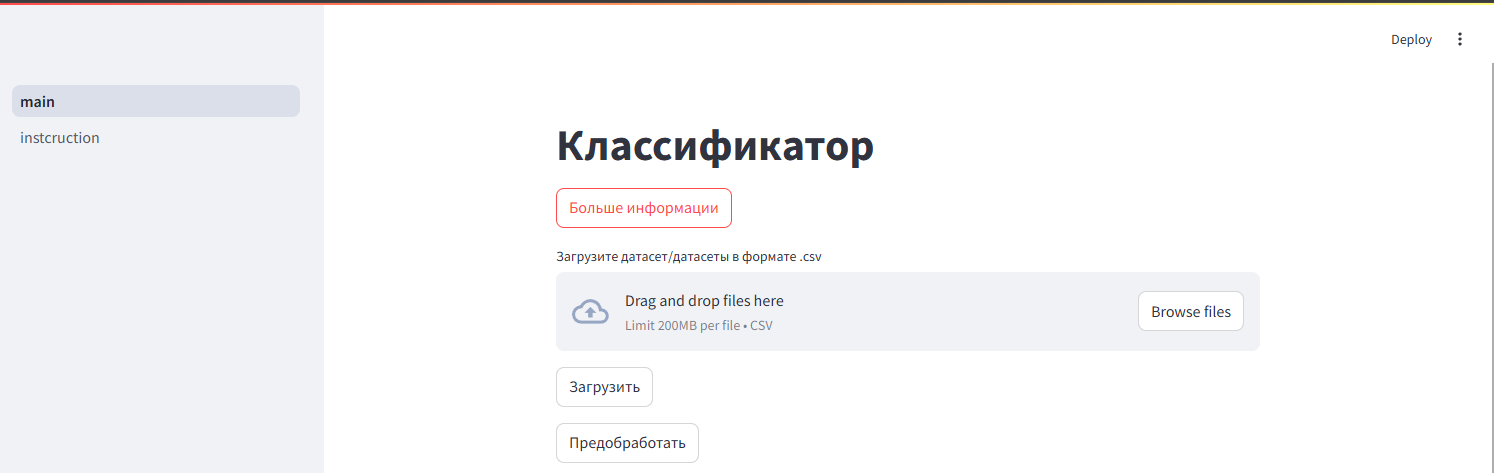 Deploy
main
instcruction
Классификатор
Больше информации
Загрузите датасет/датасеты в формате .csv
Drag and drop files here
Limit 200MB per file • CSV
Browse files
Загрузить
Предобработать